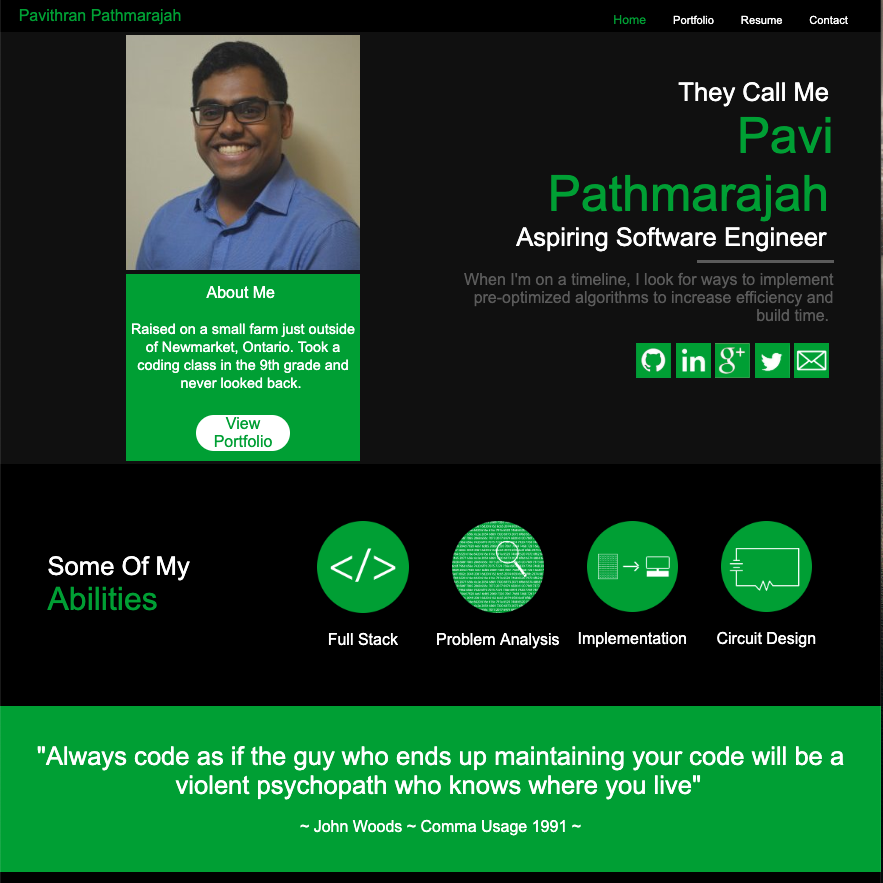 Pavithran Pathmarajah
Home Portfolio Resume Contact
They Call Me
Pavi
Pathmarajah
Aspiring Software Engineer
When I'm on a timeline, I look for ways to implement
pre-optimized algorithms to increase efficiency and
build time.
in
g+
About Me
Raised on a small farm just outside
of Newmarket, Ontario. Took a
coding class in the 9th grade and
never looked back.
View
Portfolio
Some Of My
Abilities
</>
Full Stack
Problem Analysis
Implementation
Circuit Design
"Always code as if the guy who ends up maintaining your code will be a
violent psychopath who knows where you live"
~ John Woods ~ Comma Usage 1991 ~